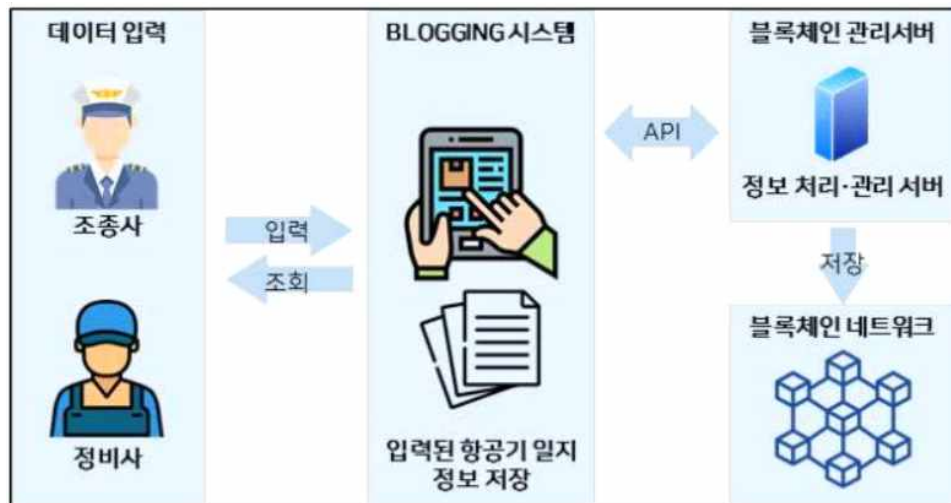 데이터 입력
조종사
정비사
입력
조회
BLOGGING 시스템
입력된 항공기 일지
정보 저장
API
블록체인 관리서버
정보 처리·관리 서버
저장
블록체인 네트워크